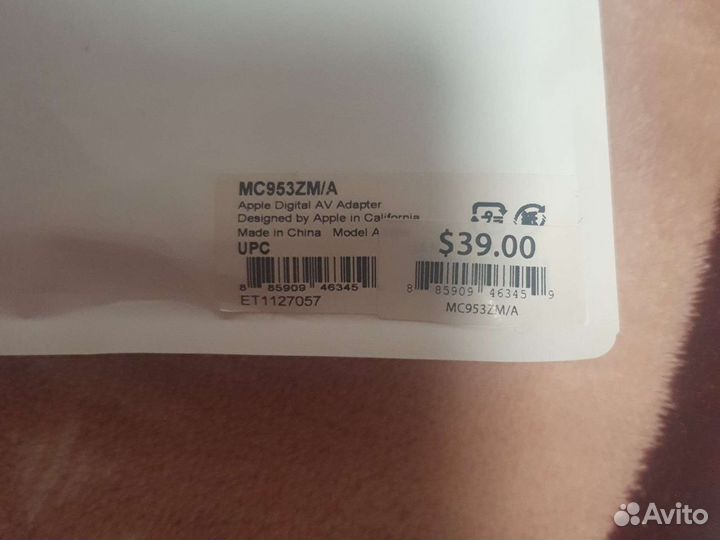 MC953ZM/A
Apple Digital AV Adapter
Designed by Apple in California
Made in China Model A
UPC
8 85909 46345
ET1127057
$39.00
8 85909 46345 9
MC953ZM/A
Avito